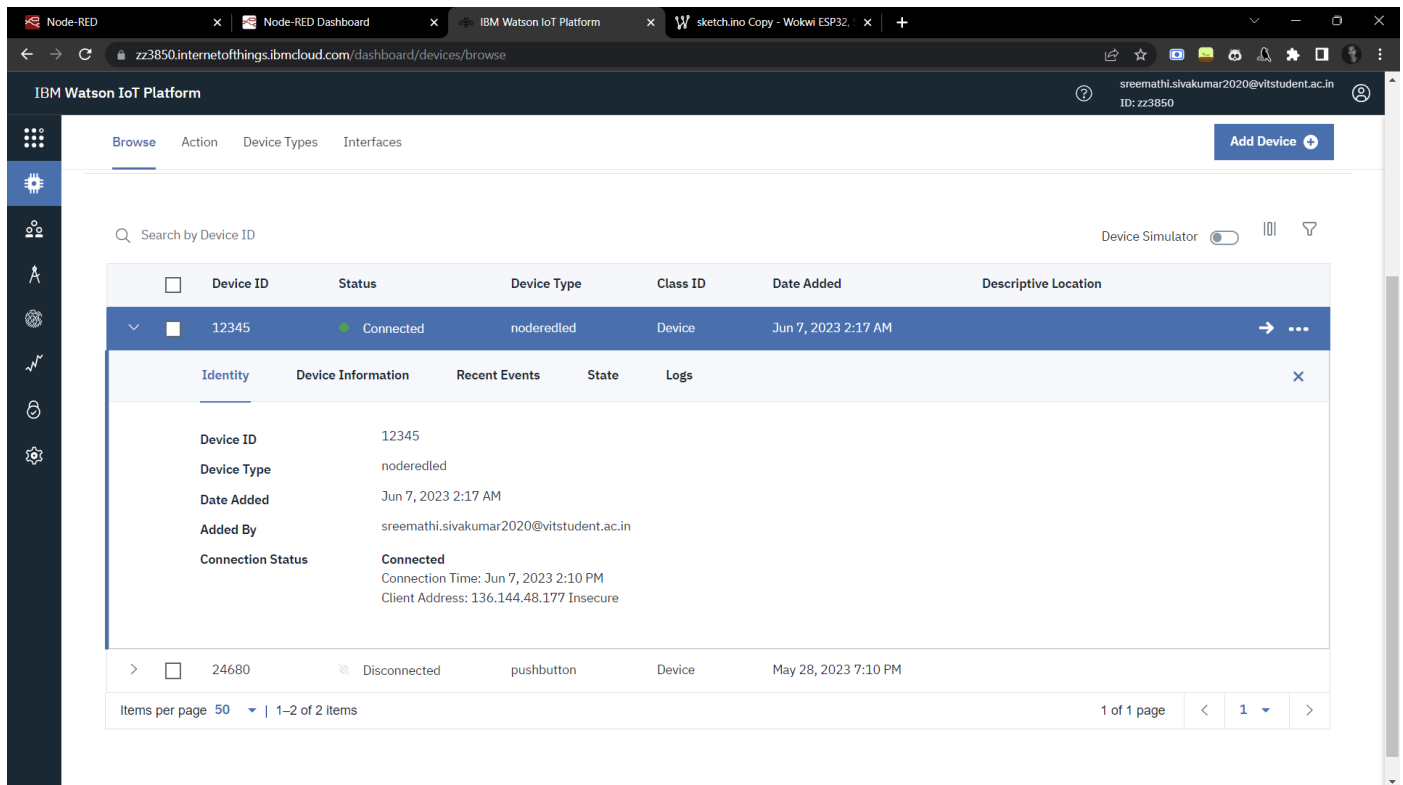 Node-RED
Node-RED Dashboard
IBM Watson IoT Platform
sketch.ino Copy - Wokwi ESP32,
zz3850.internetofthings.ibmcloud.com/dashboard/devices/browse
IBM Watson IoT Platform
sreemathi.sivakumar2020@vitstudent.ac.in
ID: zz3850
Browse Action Device Types Interfaces Add Device
Search by Device ID Device Simulator
Device ID Status Device Type Class ID Date Added Descriptive Location
12345 Connected noderedled Device Jun 7, 2023 2:17 AM
Identity Device Information Recent Events State Logs
Device ID 12345
Device Type noderedled
Date Added Jun 7, 2023 2:17 AM
Added By sreemathi.sivakumar2020@vitstudent.ac.in
Connection Status Connected
Connection Time: Jun 7, 2023 2:10 PM
Client Address: 136.144.48.177 Insecure
24680 Disconnected pushbutton Device May 28, 2023 7:10 PM
Items per page 50 | 1–2 of 2 items 1 of 1 page 1